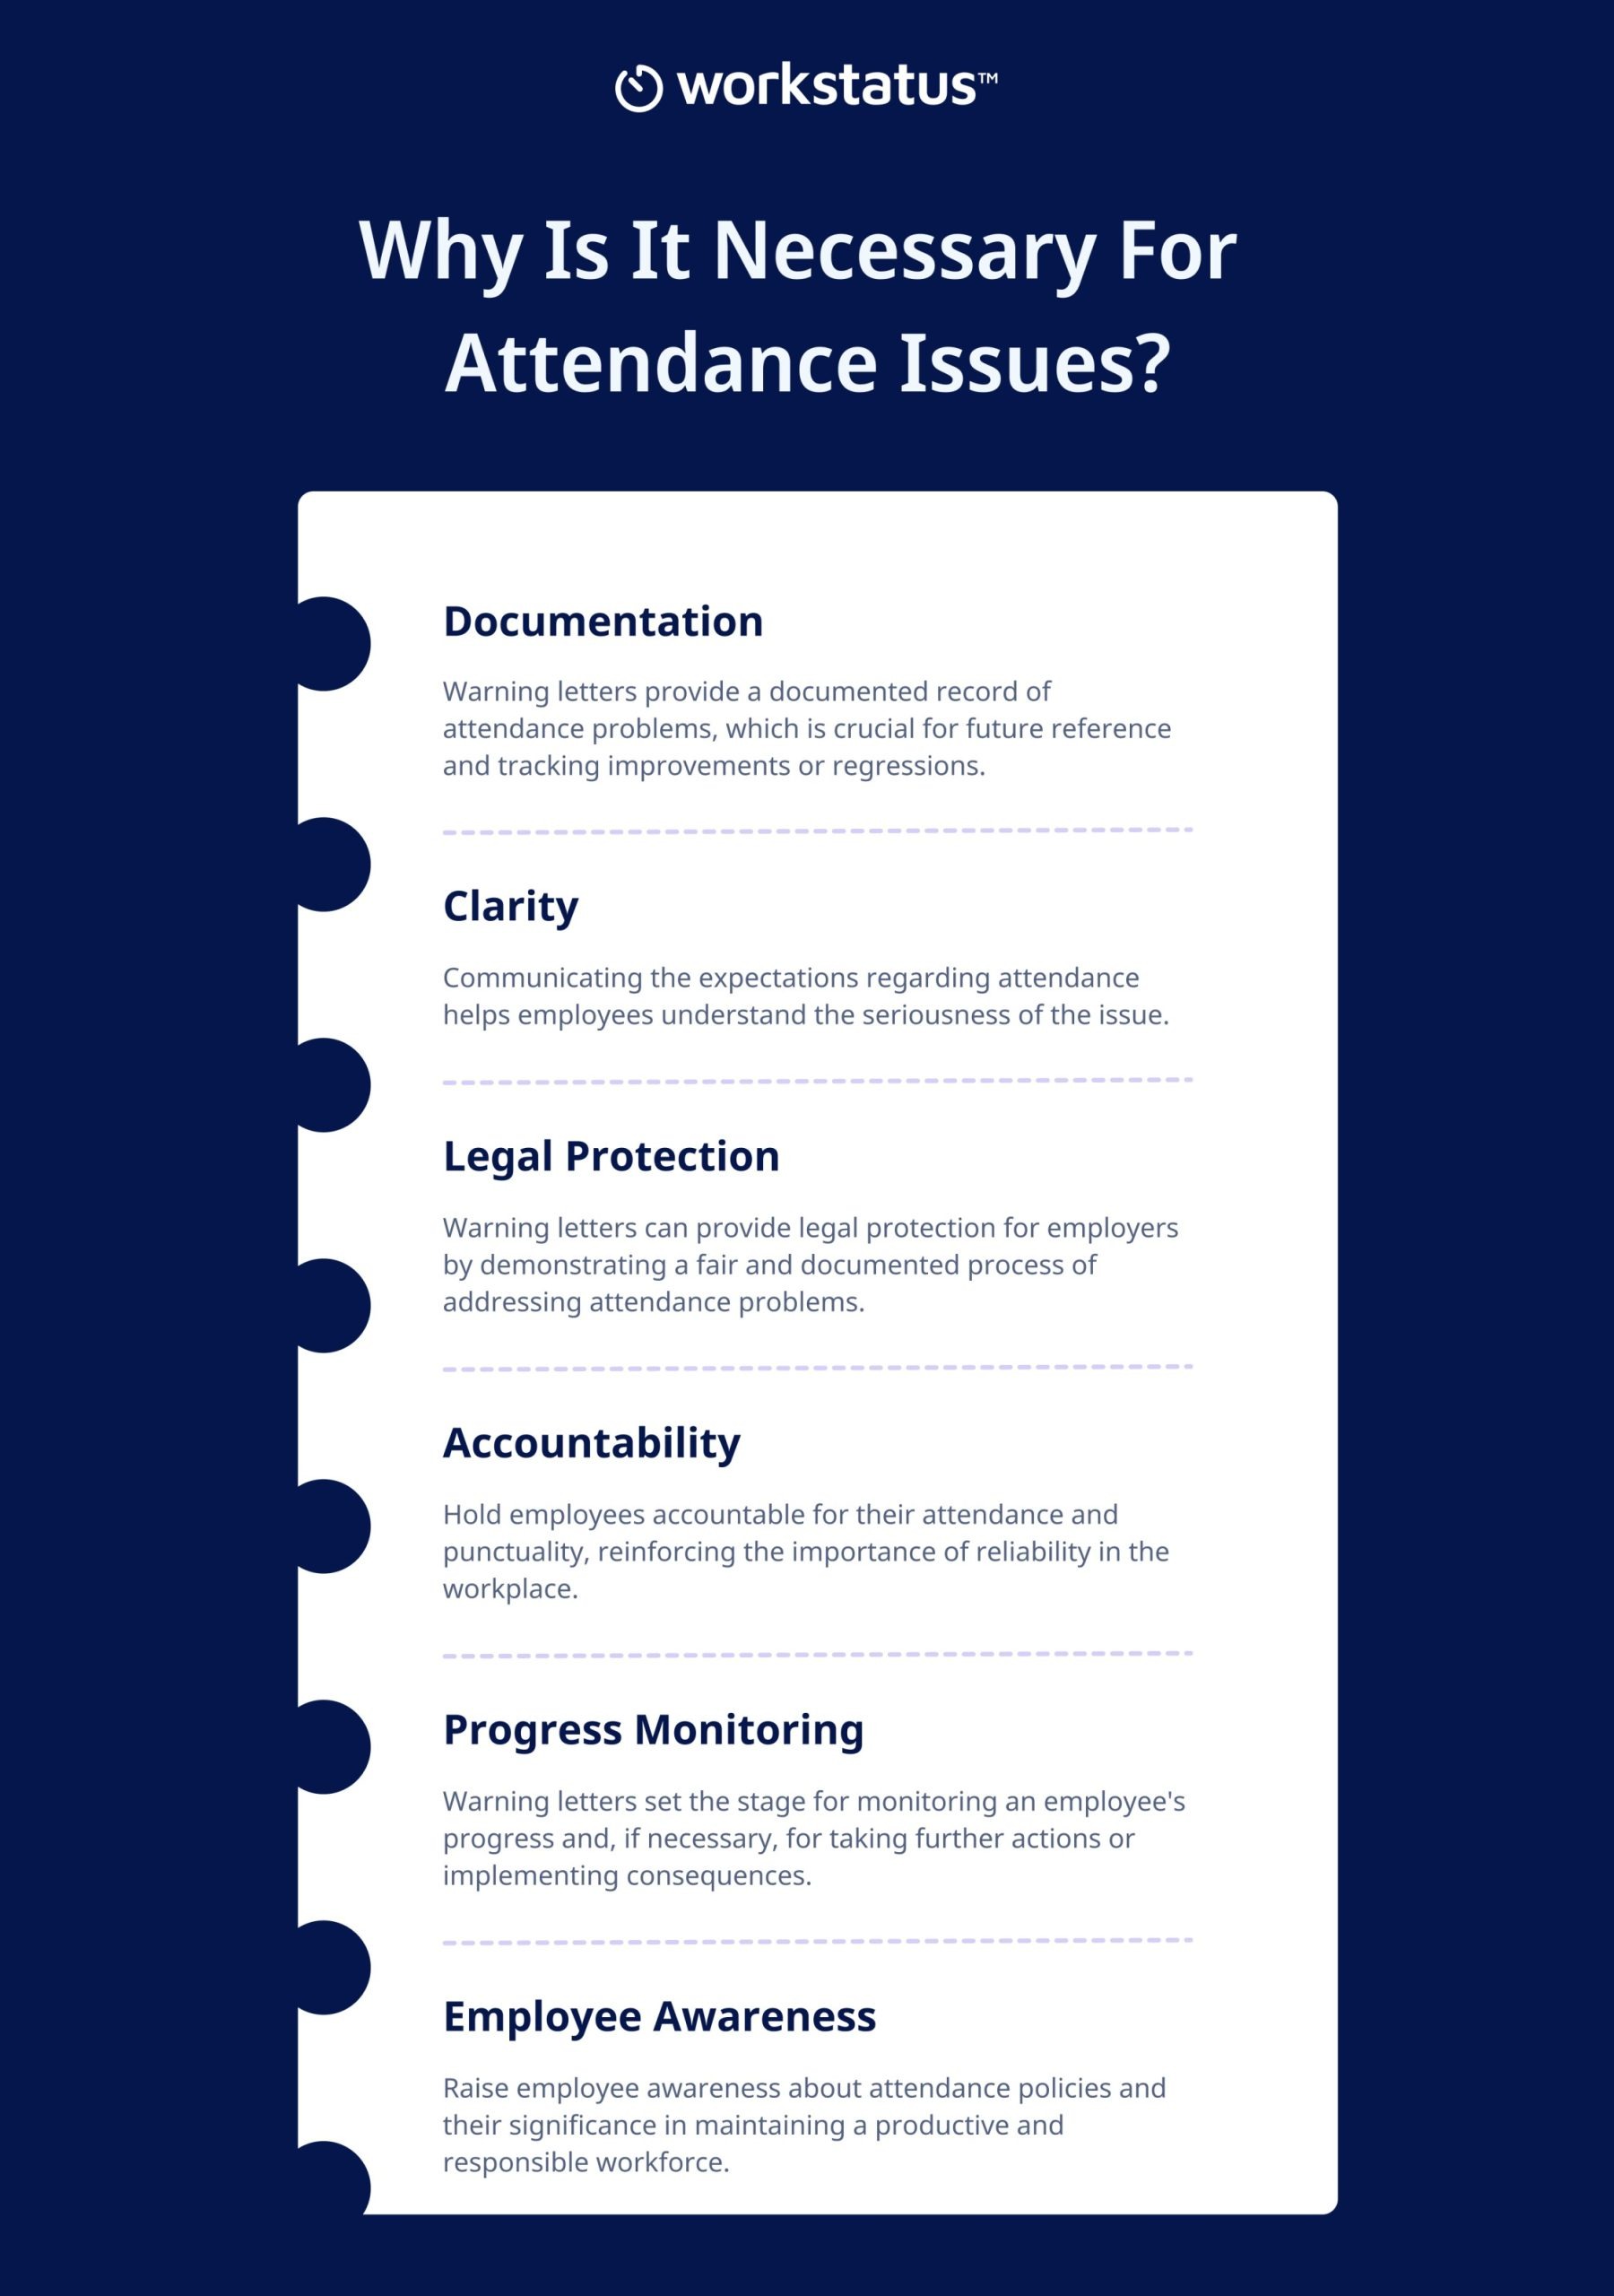 workstatus™
Why Is It Necessary For
Attendance Issues?
Documentation
Warning letters provide a documented record of
attendance problems, which is crucial for future reference
and tracking improvements or regressions.
Clarity
Communicating the expectations regarding attendance
helps employees understand the seriousness of the issue.
Legal Protection
Warning letters can provide legal protection for employers
by demonstrating a fair and documented process of
addressing attendance problems.
Accountability
Hold employees accountable for their attendance and
punctuality, reinforcing the importance of reliability in the
workplace.
Progress Monitoring
Warning letters set the stage for monitoring an employee's
progress and, if necessary, for taking further actions or
implementing consequences.
Employee Awareness
Raise employee awareness about attendance policies and
their significance in maintaining a productive and
responsible workforce.